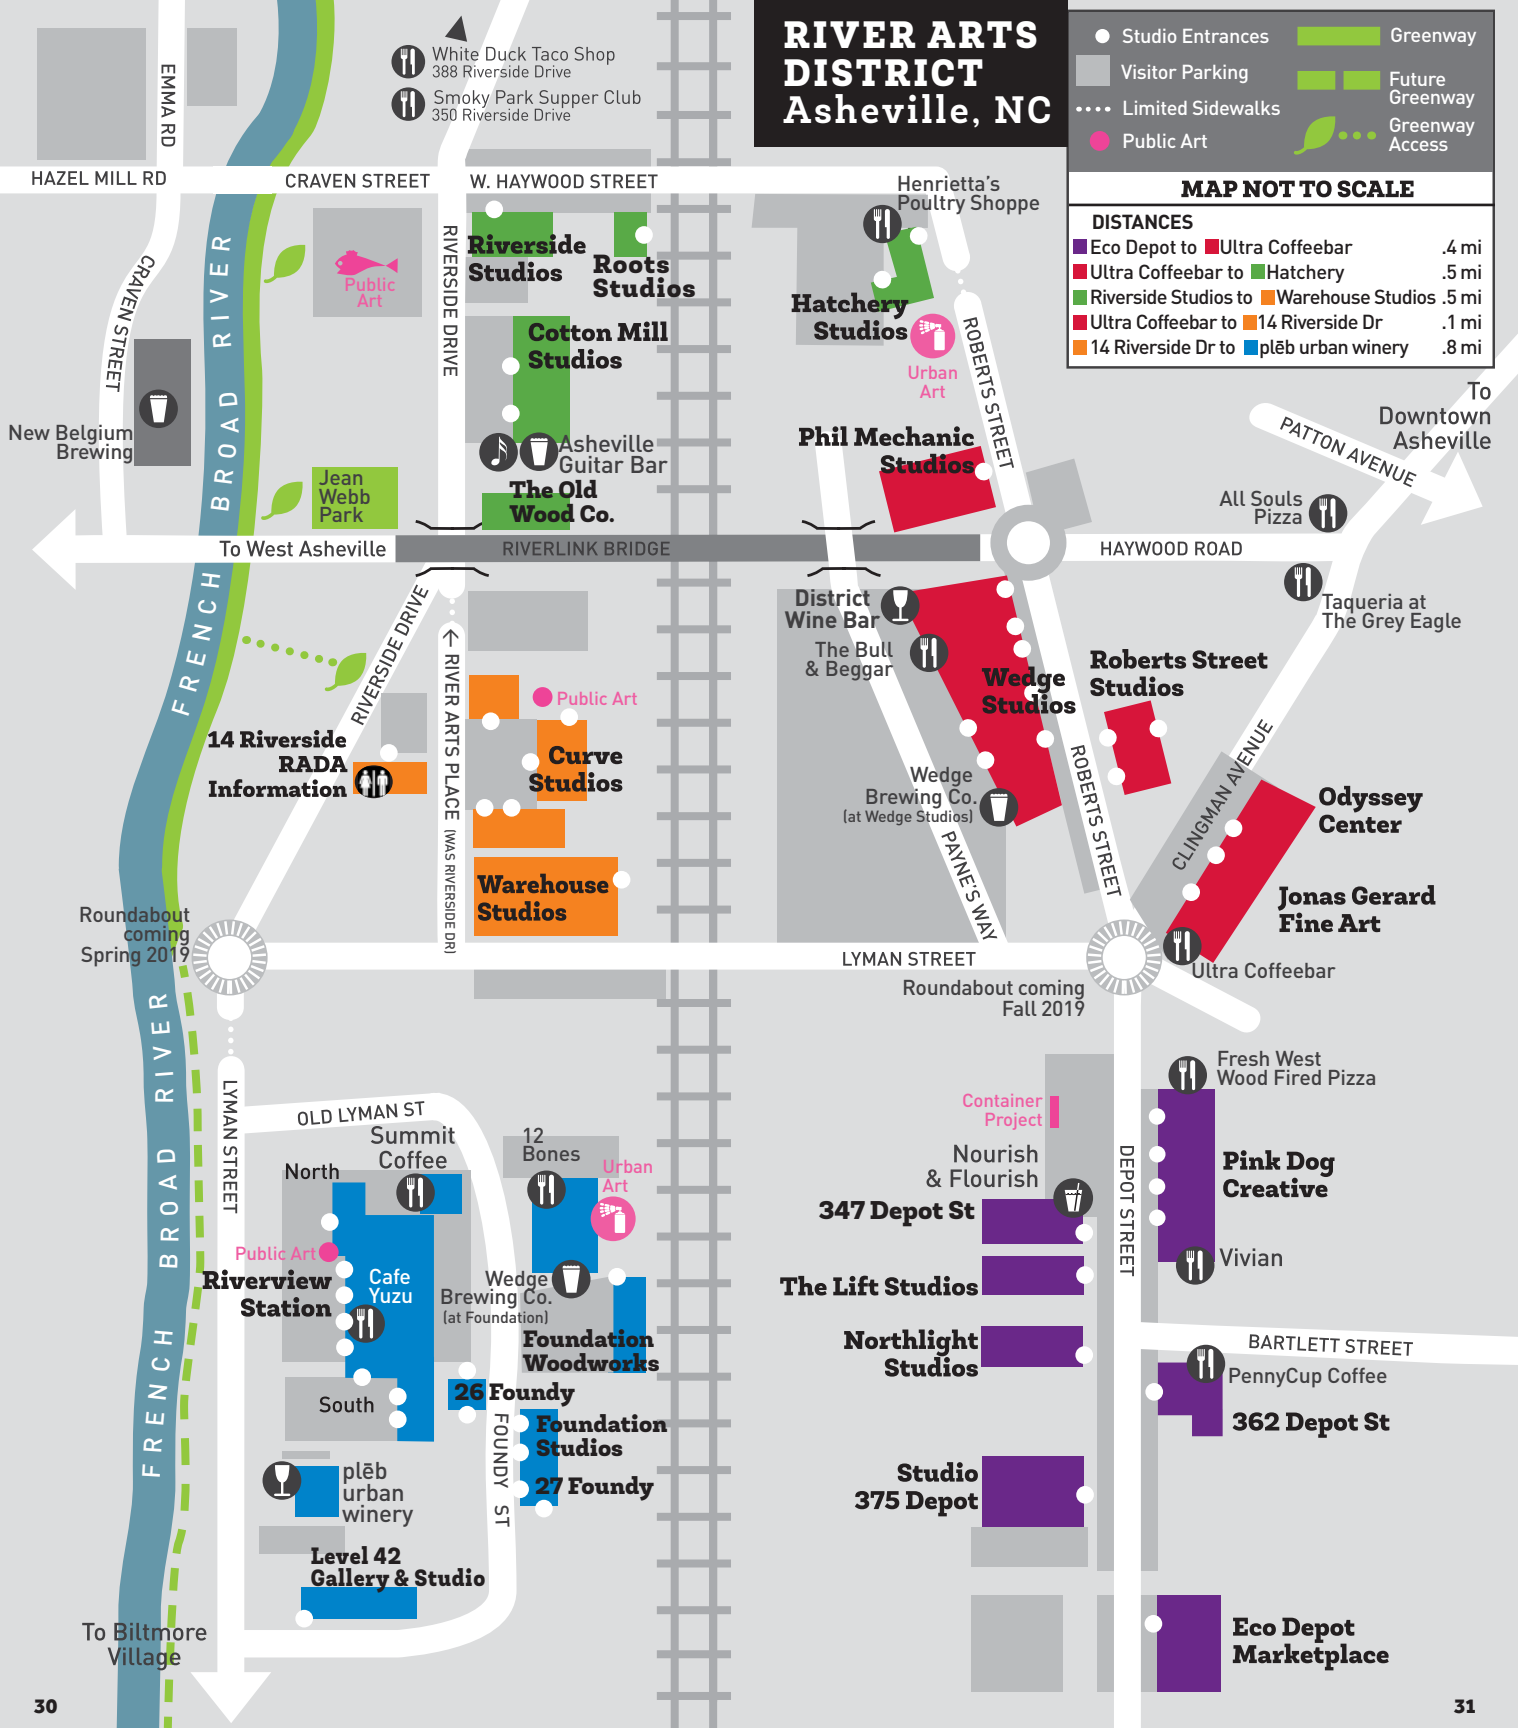 RIVER ARTS
DISTRICT
Asheville, NC
Studio Entrances
Visitor Parking
Limited Sidewalks
Public Art
Greenway
Future
Greenway
Greenway
Access
MAP NOT TO SCALE
DISTANCES
Eco Depot to Ultra Coffeebar .4 mi
Ultra Coffeebar to Hatchery .5 mi
Riverside Studios to Warehouse Studios .5 mi
Ultra Coffeebar to 14 Riverside Dr .1 mi
14 Riverside Dr to plēb urban winery .8 mi
White Duck Taco Shop
388 Riverside Drive
Smoky Park Supper Club
350 Riverside Drive
EMMA RD
HAZEL MILL RD
CRAVEN STREET
W. HAYWOOD STREET
Henrietta's
Poultry Shoppe
CRAVEN STREET
FRENCH BROAD RIVER
Public
Art
RIVERSIDE DRIVE
Riverside
Studios
Roots
Studios
Hatchery
Studios
Urban
Art
ROBERTS STREET
Cotton Mill
Studios
New Belgium
Brewing
Asheville
Guitar Bar
The Old
Wood Co.
Jean
Webb
Park
Phil Mechanic
Studios
To
Downtown
Asheville
PATTON AVENUE
All Souls
Pizza
To West Asheville
RIVERLINK BRIDGE
HAYWOOD ROAD
Taqueria at
The Grey Eagle
District
Wine Bar
The Bull
& Beggar
Wedge
Studios
Roberts Street
Studios
RIVERSIDE DRIVE
RIVER ARTS PLACE (WAS RIVERSIDE DR)
Public Art
14 Riverside
RADA
Information
Curve
Studios
Wedge
Brewing Co.
(at Wedge Studios)
ROBERTS STREET
PAYNE'S WAY
CLINGMAN AVENUE
Odyssey
Center
Warehouse
Studios
Jonas Gerard
Fine Art
Roundabout
coming
Spring 2019
LYMAN STREET
Ultra Coffeebar
Roundabout coming
Fall 2019
FRENCH BROAD RIVER
LYMAN STREET
OLD LYMAN ST
Summit
Coffee
North
12
Bones
Urban
Art
Public Art
Riverview
Station
Cafe
Yuzu
Wedge
Brewing Co.
(at Foundation)
Foundation
Woodworks
26 Foundy
South
FOUNDY ST
Foundation
Studios
27 Foundy
plēb
urban
winery
Level 42
Gallery & Studio
To Biltmore
Village
FRENCH BROAD RIVER
Fresh West
Wood Fired Pizza
Container
Project
Nourish
& Flourish
DEPOT STREET
Pink Dog
Creative
347 Depot St
Vivian
The Lift Studios
Northlight
Studios
BARTLETT STREET
PennyCup Coffee
362 Depot St
Studio
375 Depot
Eco Depot
Marketplace
30
31